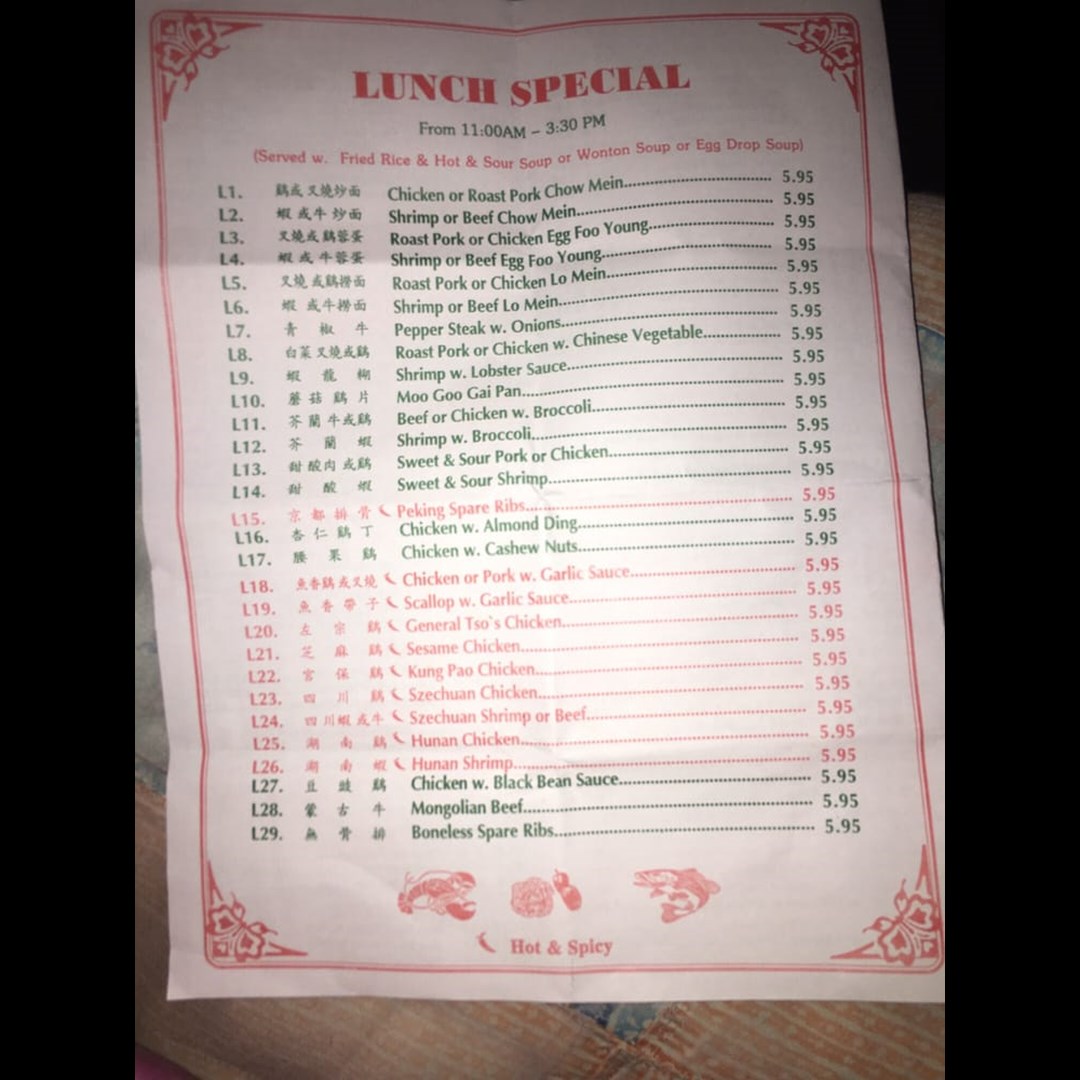 LUNCH SPECIAL
From 11:00AM - 3:30 PM
(Served w. Fried Rice & Hot & Sour Soup or Wonton Soup or Egg Drop Soup)
L1. 鷄或叉燒炒面 Chicken or Roast Pork Chow Mein 5.95
L2. 蝦或牛炒面 Shrimp or Beef Chow Mein 5.95
L3. 叉燒或鷄蓉蛋 Roast Pork or Chicken Egg Foo Young 5.95
L4. 蝦或牛蓉蛋 Shrimp or Beef Egg Foo Young 5.95
L5. 叉燒或鷄撈面 Roast Pork or Chicken Lo Mein 5.95
L6. 蝦或牛撈面 Shrimp or Beef Lo Mein 5.95
L7. 青椒牛 Pepper Steak w. Onions 5.95
L8. 白菜叉燒或鷄 Roast Pork or Chicken w. Chinese Vegetable 5.95
L9. 蝦龍糊 Shrimp w. Lobster Sauce 5.95
L10. 蘑菇鷄片 Moo Goo Gai Pan 5.95
L11. 芥蘭牛或鷄 Beef or Chicken w. Broccoli 5.95
L12. 芥蘭蝦 Shrimp w. Broccoli 5.95
L13. 甜酸肉或鷄 Sweet & Sour Pork or Chicken 5.95
L14. 甜酸蝦 Sweet & Sour Shrimp 5.95
L15. 京都排骨 Peking Spare Ribs 5.95
L16. 杏仁鷄丁 Chicken w. Almond Ding 5.95
L17. 腰果鷄 Chicken w. Cashew Nuts 5.95
L18. 魚香鷄或叉燒 Chicken or Pork w. Garlic Sauce 5.95
L19. 魚香帶子 Scallop w. Garlic Sauce 5.95
L20. 左宗鷄 General Tso's Chicken 5.95
L21. 芝麻鷄 Sesame Chicken 5.95
L22. 宮保鷄 Kung Pao Chicken 5.95
L23. 四川鷄 Szechuan Chicken 5.95
L24. 四川蝦或牛 Szechuan Shrimp or Beef 5.95
L25. 湖南鷄 Hunan Chicken 5.95
L26. 湖南蝦 Hunan Shrimp 5.95
L27. 豆豉鷄 Chicken w. Black Bean Sauce 5.95
L28. 蒙古牛 Mongolian Beef 5.95
L29. 無骨排 Boneless Spare Ribs 5.95
Hot & Spicy